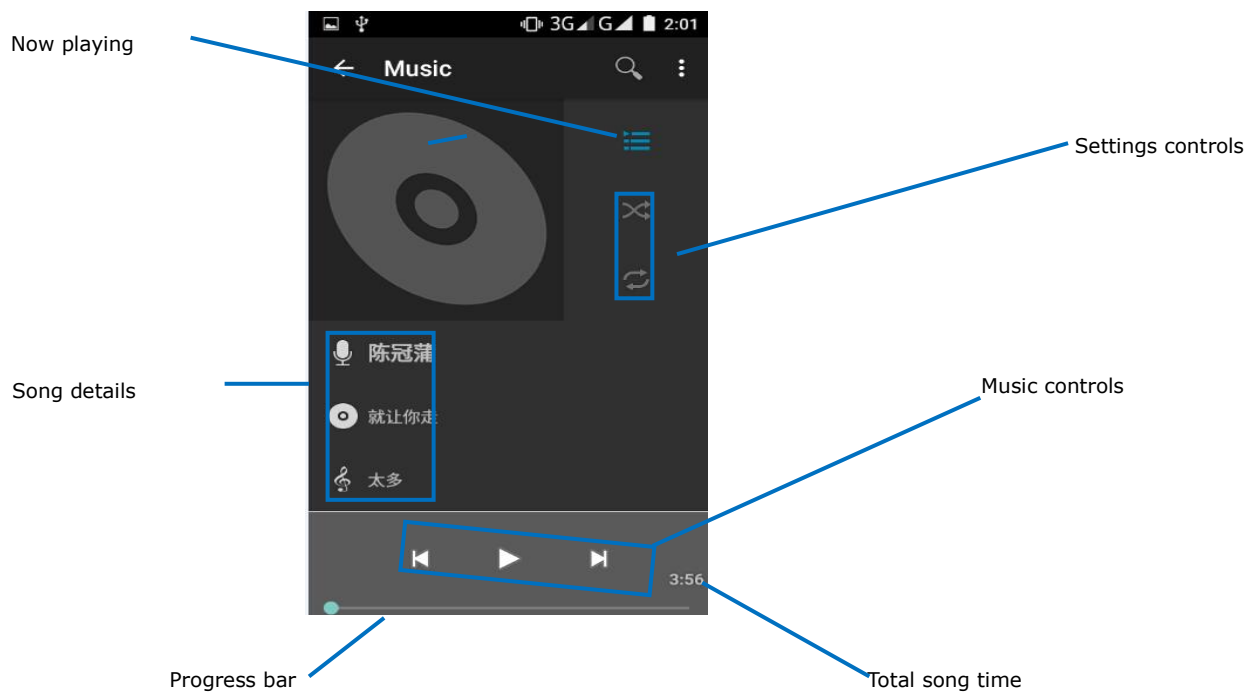 3G G 2:01
Now playing
Music
Settings controls
陈冠蒲
Song details
Music controls
就让你走
太多
3:56
Progress bar
Total song time